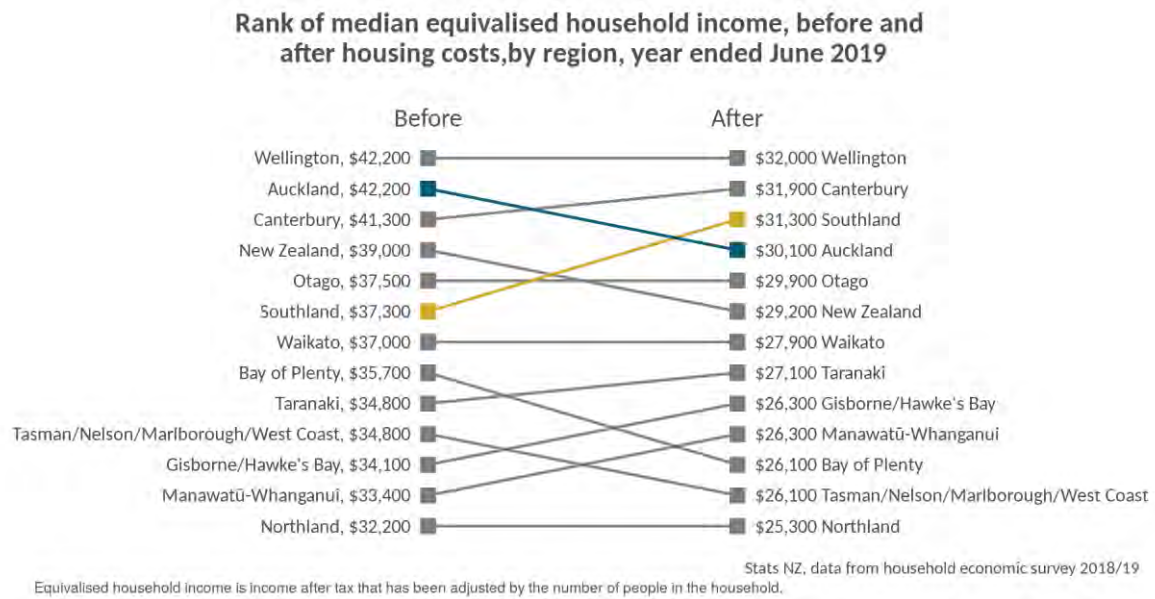 Rank of median equivalised household income, before and
after housing costs,by region, year ended June 2019
Before
After
Wellington, $42,200
$32,000 Wellington
Auckland, $42,200
$31,900 Canterbury
Canterbury, $41,300
$31,300 Southland
New Zealand, $39,000
$30,100 Auckland
Otago, $37,500
$29,900 Otago
Southland, $37,300
$29,200 New Zealand
Waikato, $37,000
$27,900 Waikato
Bay of Plenty, $35,700
$27,100 Taranaki
Taranaki, $34,800
$26,300 Gisborne/Hawke's Bay
Tasman/Nelson/Marlborough/West Coast, $34,800
$26,300 Manawatū-Whanganui
Gisborne/Hawke's Bay, $34,100
$26,100 Bay of Plenty
Manawatū-Whanganui, $33,400
$26,100 Tasman/Nelson/Marlborough/West Coast
Northland, $32,200
$25,300 Northland
Stats NZ, data from household economic survey 2018/19
Equivalised household income is income after tax that has been adjusted by the number of people in the household.